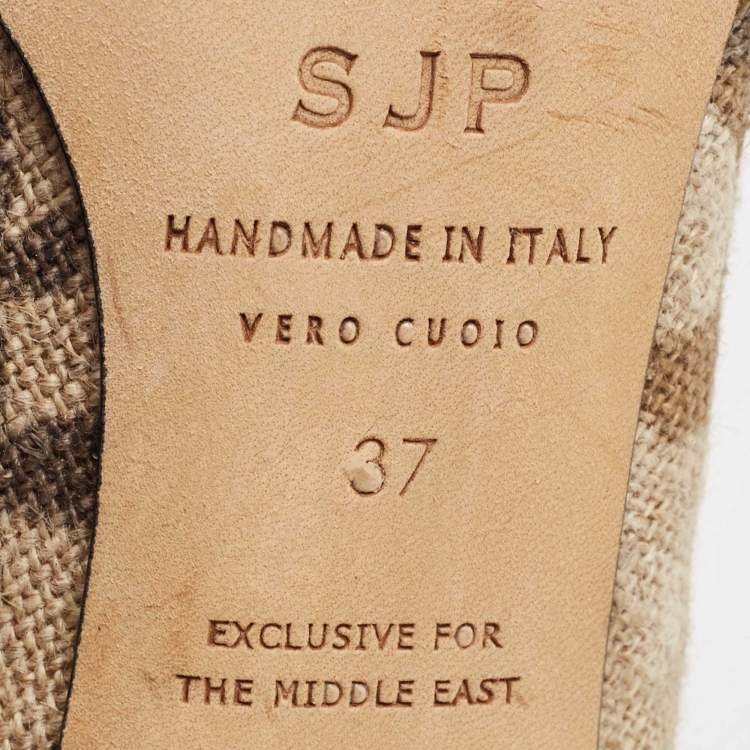 SJP
HANDMADE IN ITALY
VERO CUOIO
37
EXCLUSIVE FOR
THE MIDDLE EAST